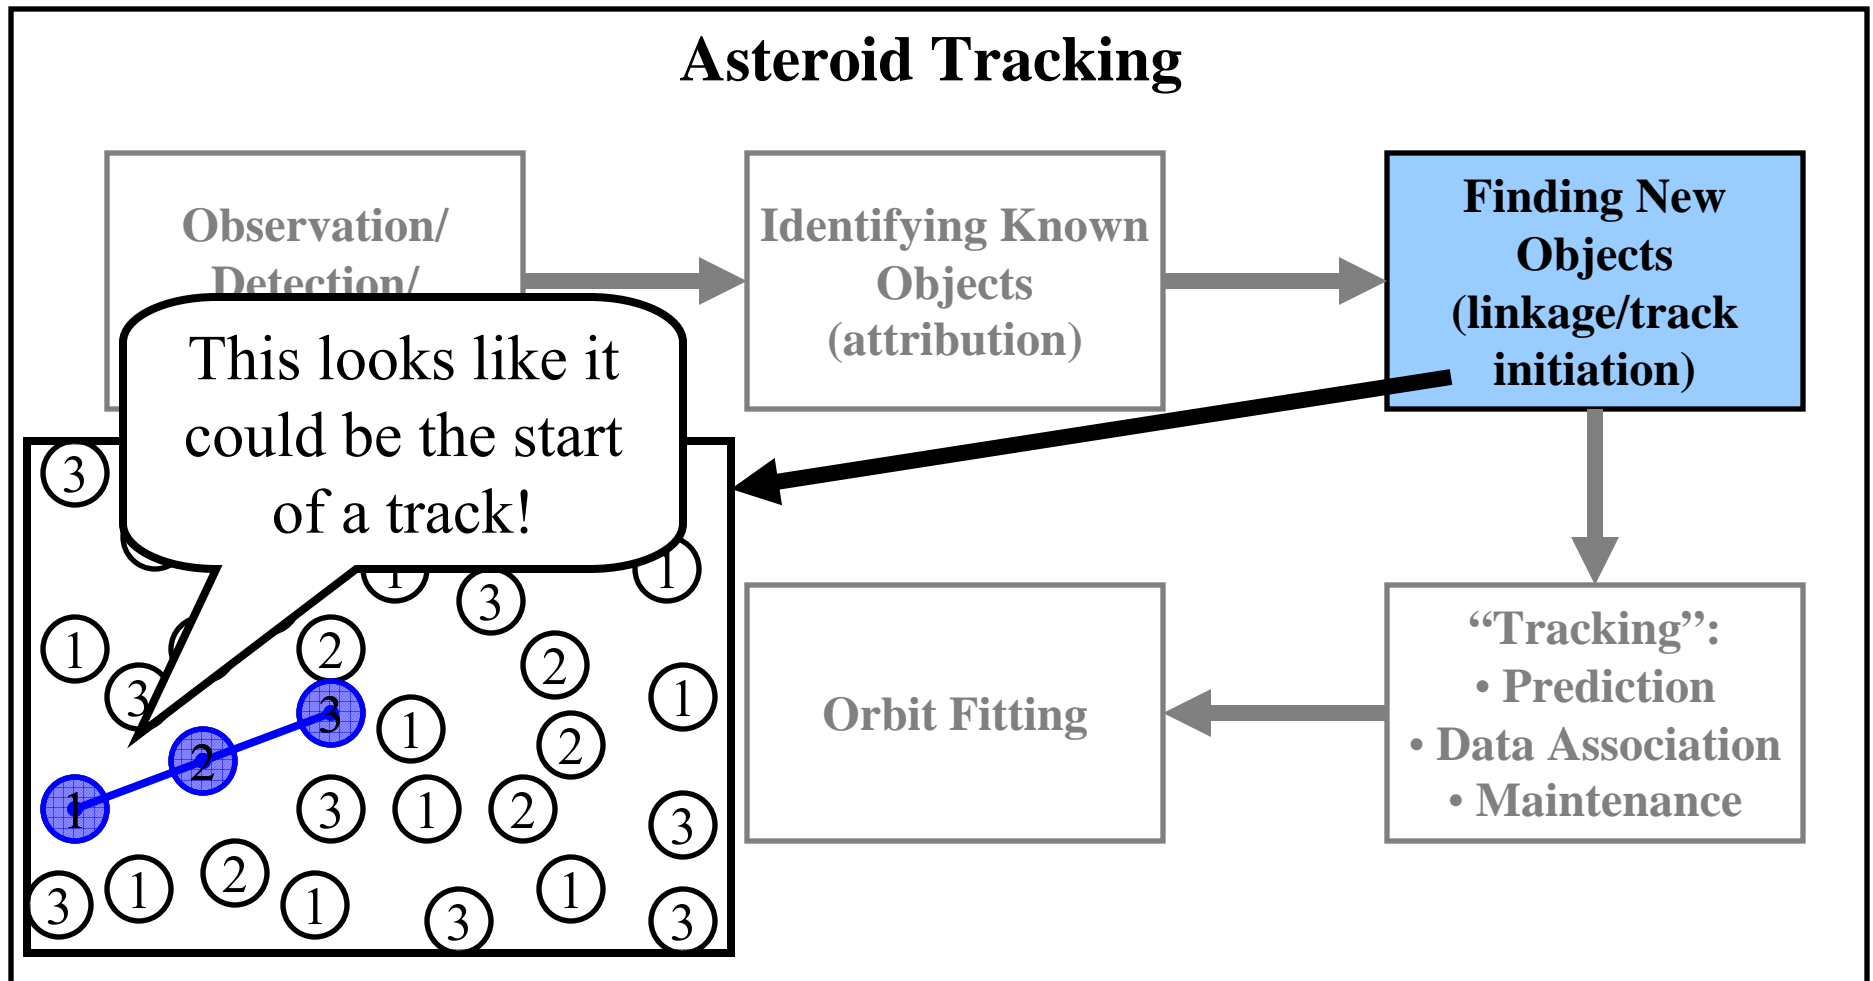 Asteroid Tracking
Observation/
Detection/
Identifying Known
Objects
(attribution)
Finding New
Objects
(linkage/track
initiation)
This looks like it
could be the start
of a track!
“Tracking”:
• Prediction
• Data Association
• Maintenance
Orbit Fitting
3
1
3
1
1
2
2
3
1
3
1
2
2
1
3
1
2
3
3
1
2
1
3
1
3